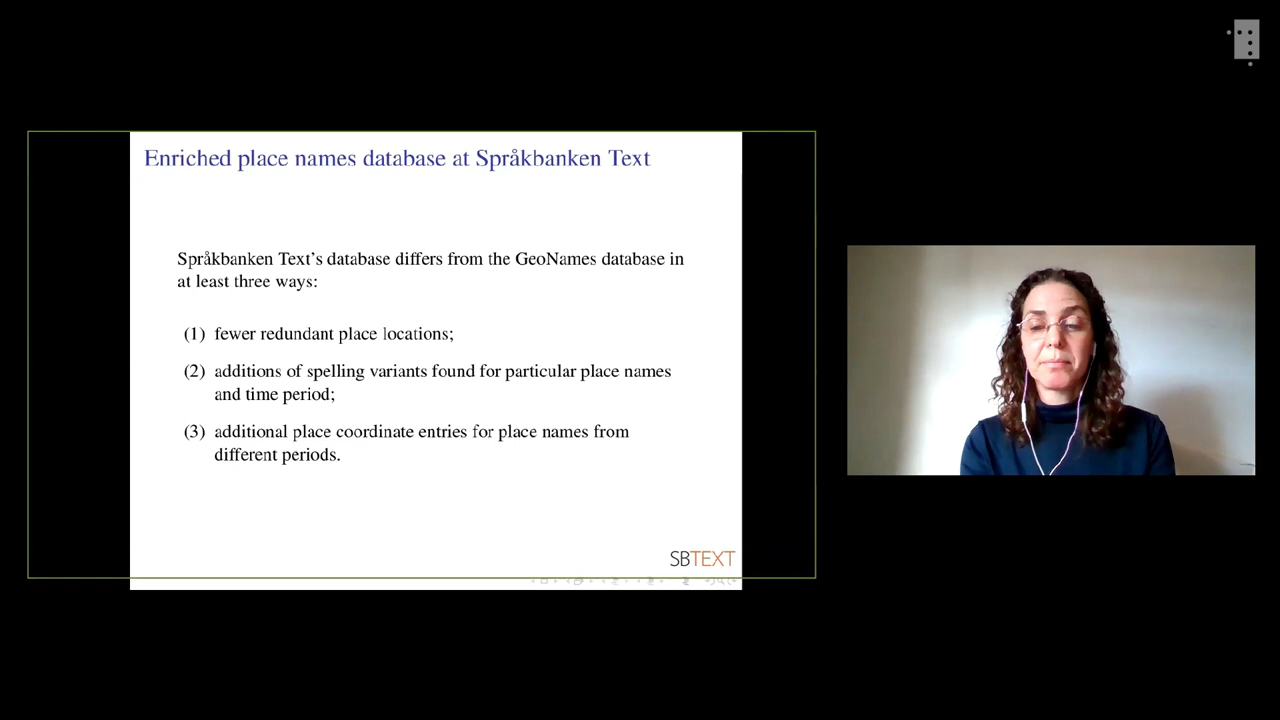 Enriched place names database at Språkbanken Text
Språkbanken Text's database differs from the GeoNames database in
at least three ways:
(1) fewer redundant place locations;
(2) additions of spelling variants found for particular place names
and time period;
(3) additional place coordinate entries for place names from
different periods.
SBTEXT